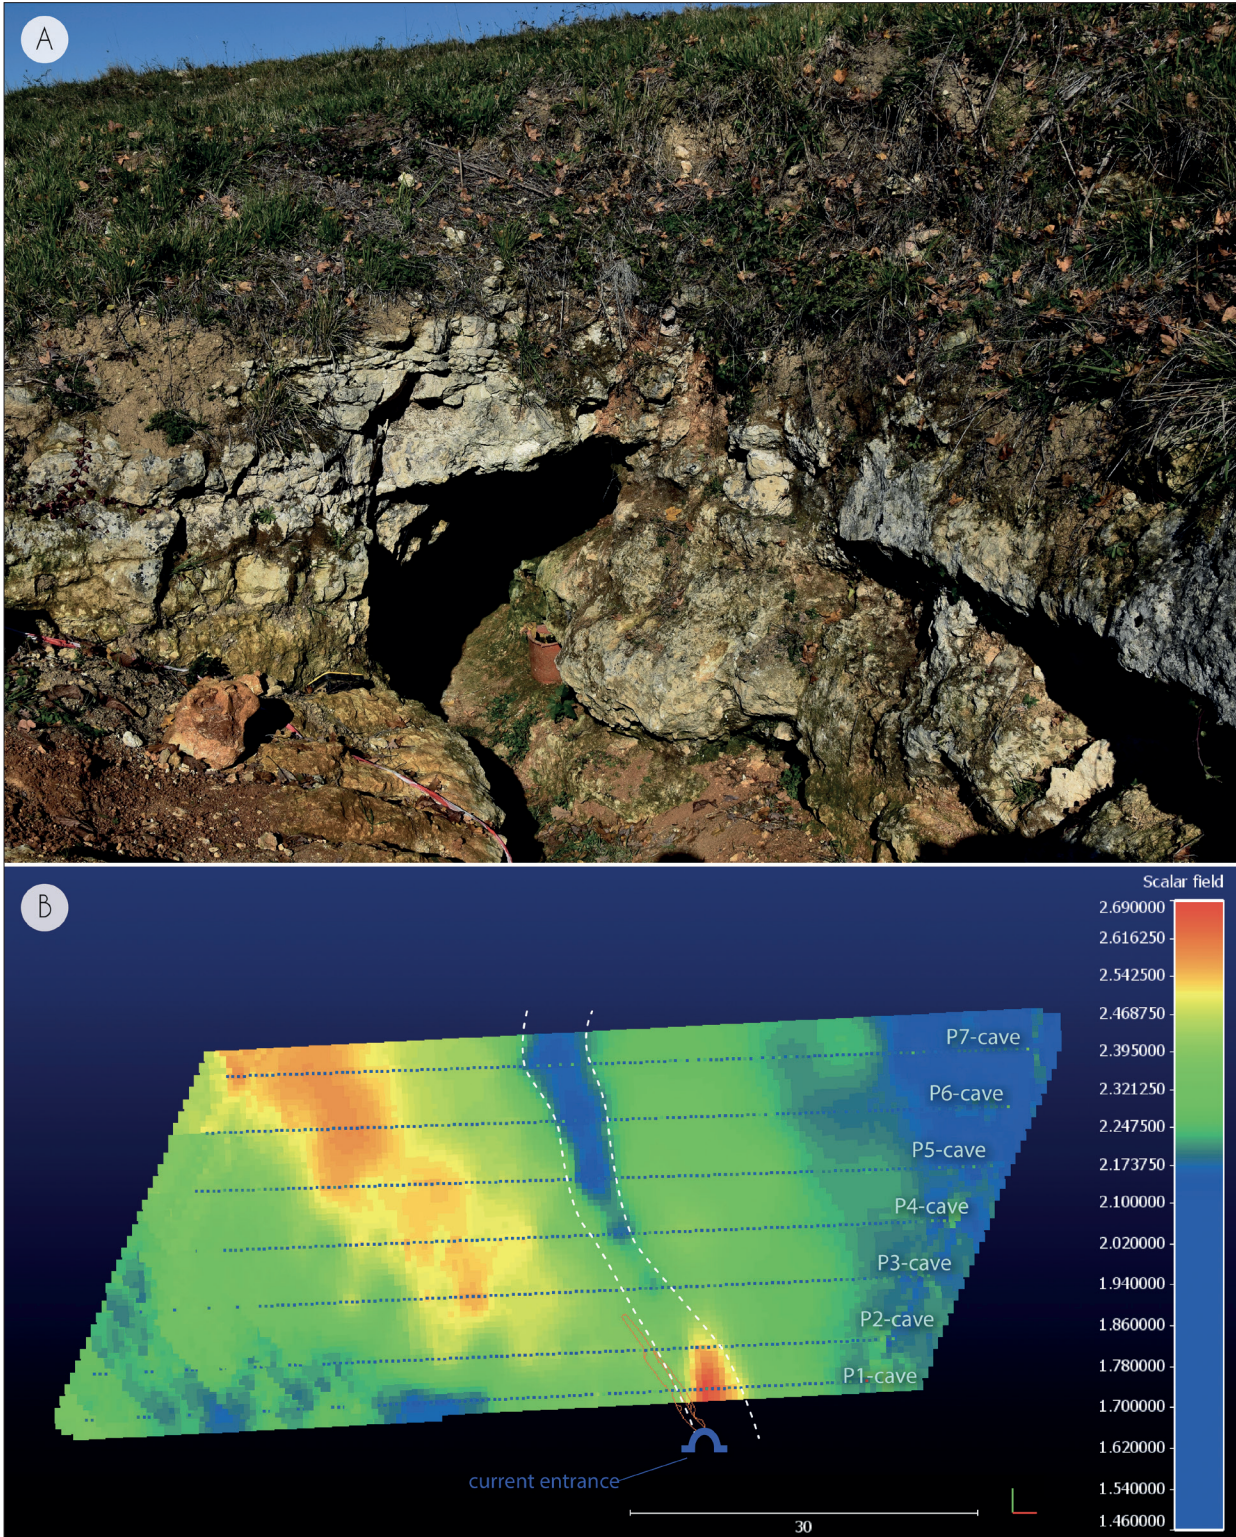 A
B
Scalar field
2.690000
2.616250
2.542500
2.468750
2.395000
2.321250
2.247500
2.173750
2.100000
2.020000
1.940000
1.860000
1.780000
1.700000
1.620000
1.540000
1.460000
P7-cave
P6-cave
P5-cave
P4-cave
P3-cave
P2-cave
P1-cave
current entrance
30